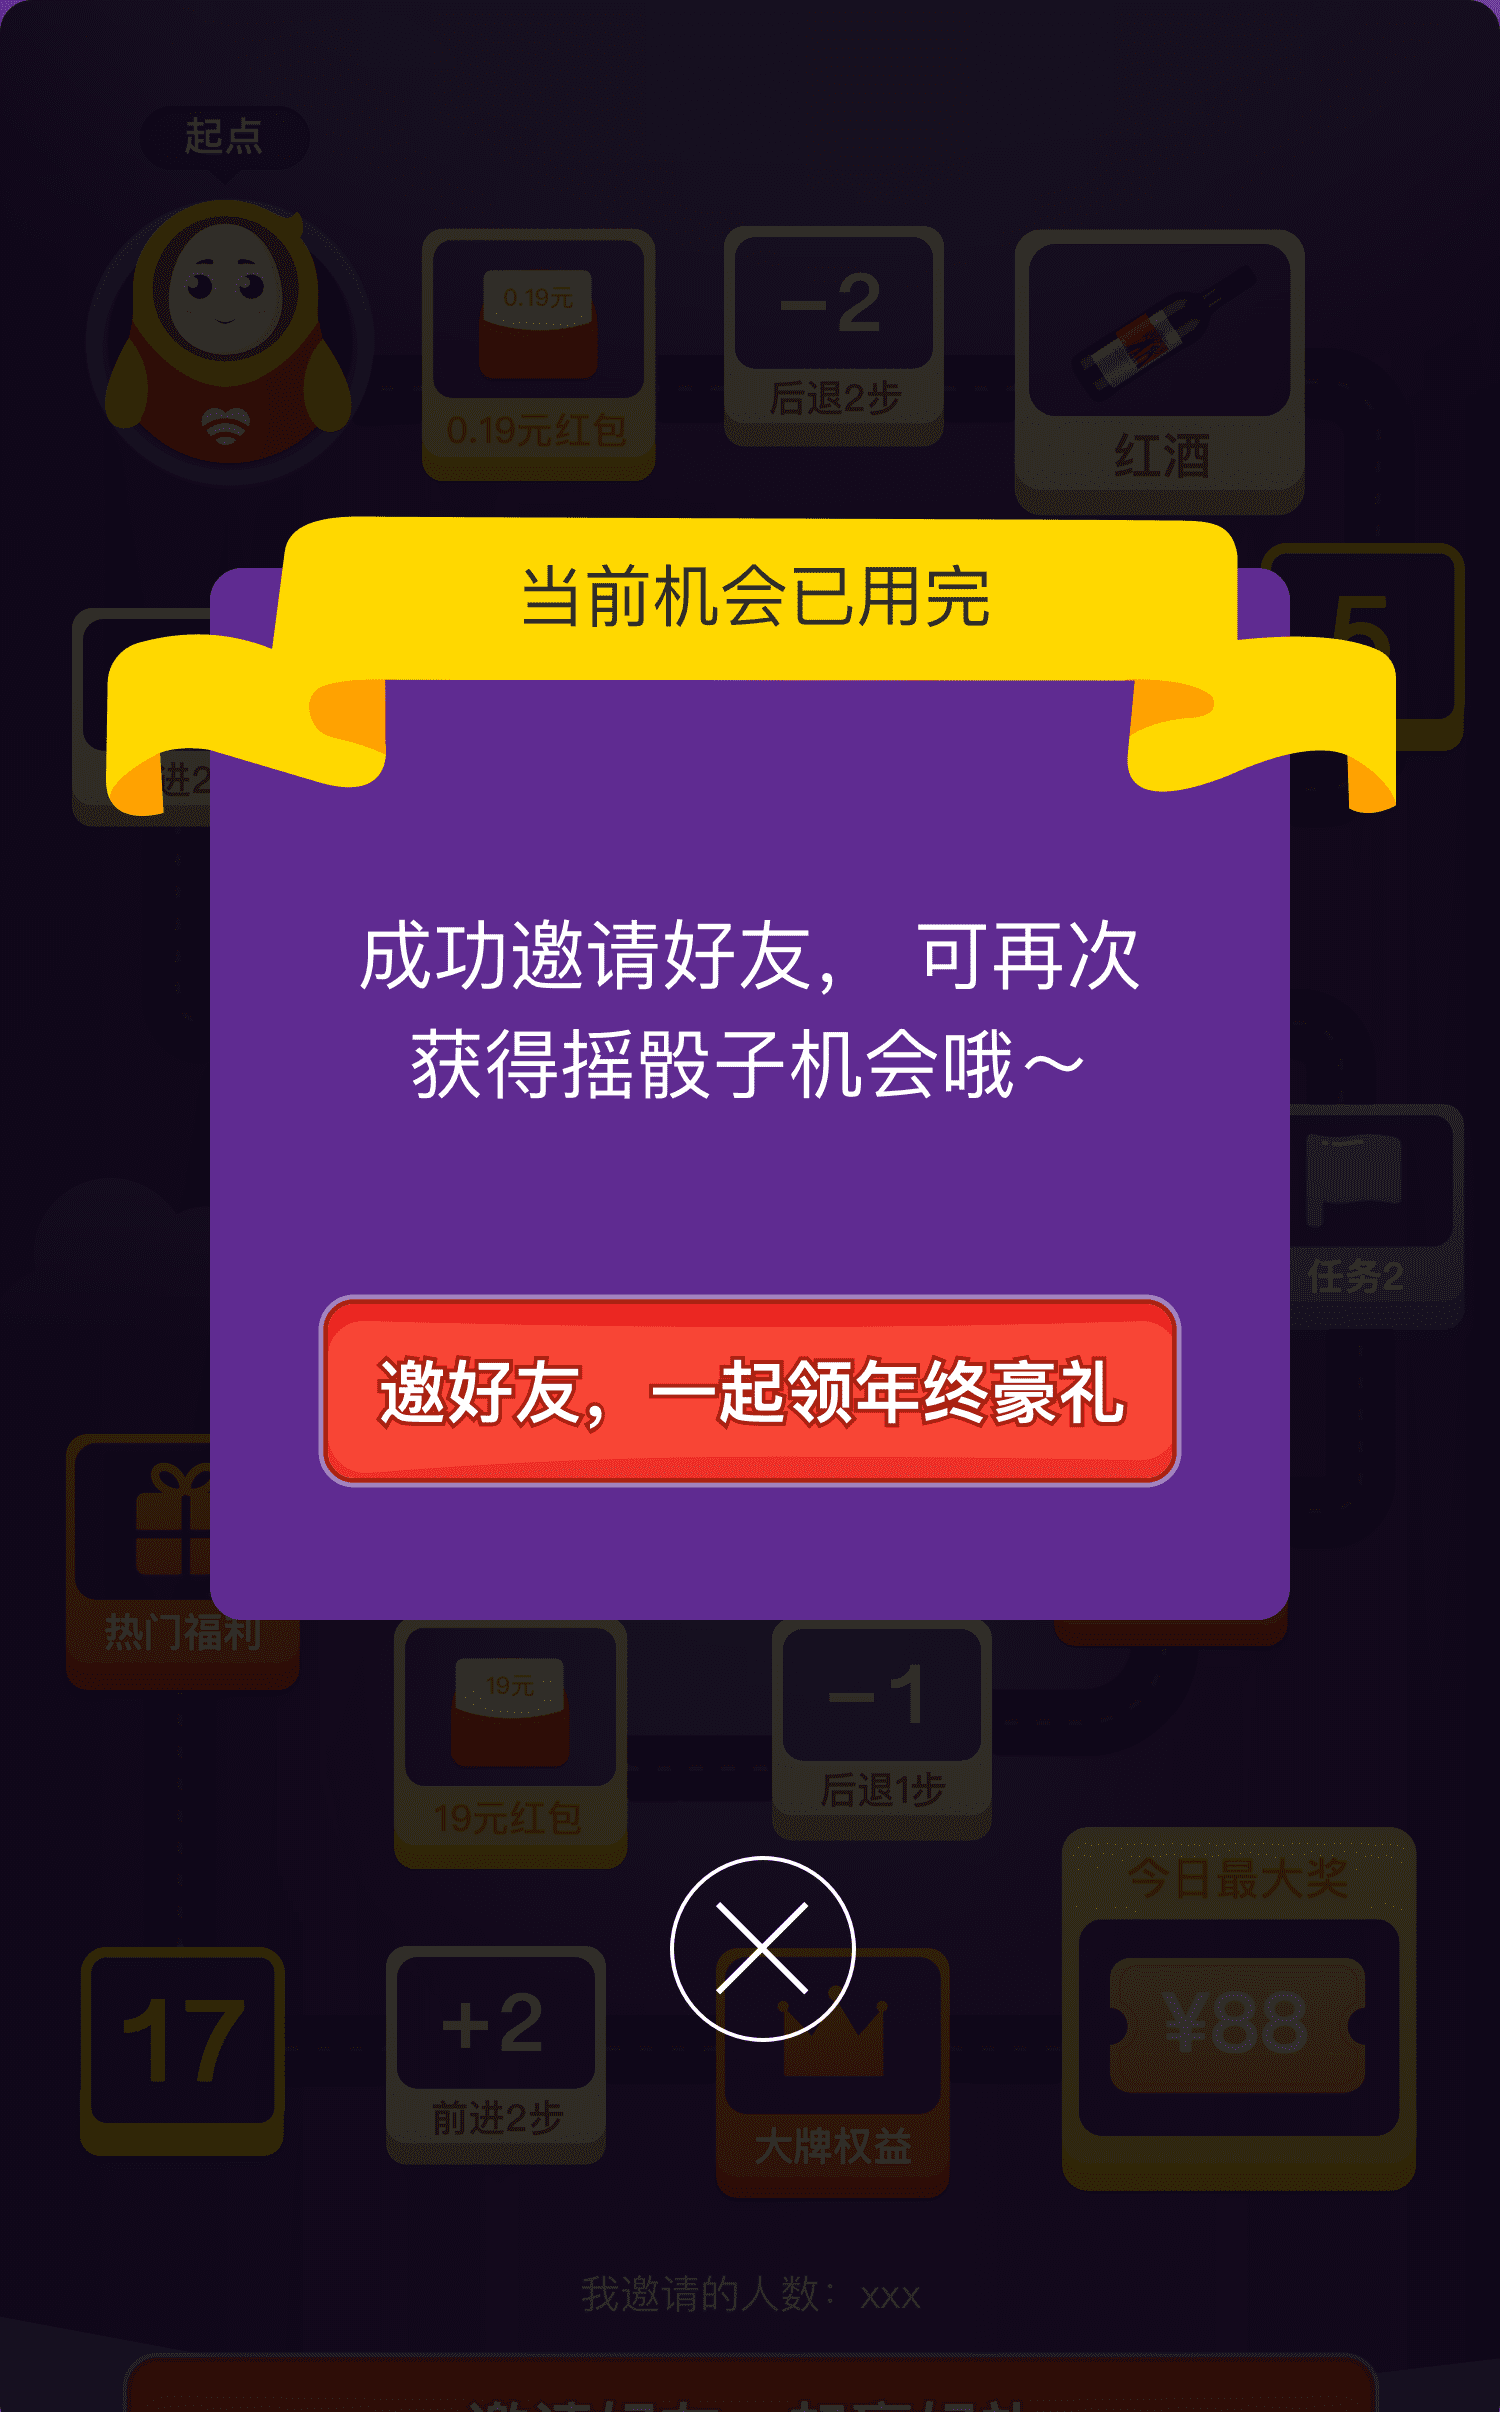 起点
0.19元
0.19元红包
-2
后退2步
红酒
当前机会已用完
5
进2
成功邀请好友， 可再次
获得摇骰子机会哦～
任务2
邀好友，一起领年终豪礼
热门福利
19元
19元红包
-1
后退1步
今日最大奖
¥88
17
+2
前进2步
大牌权益
我邀请的人数：xxx